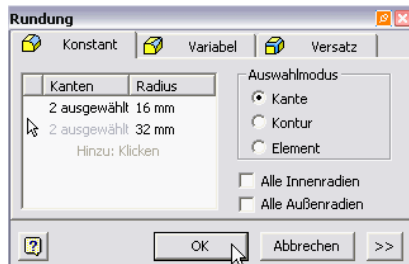 Rundung
Konstant Variabel Versatz
Kanten Radius
2 ausgewählt 16 mm
2 ausgewählt 32 mm
Hinzu: Klicken
Auswahlmodus
Kante
Kontur
Element
Alle Innenradien
Alle Außenradien
OK Abbrechen >>